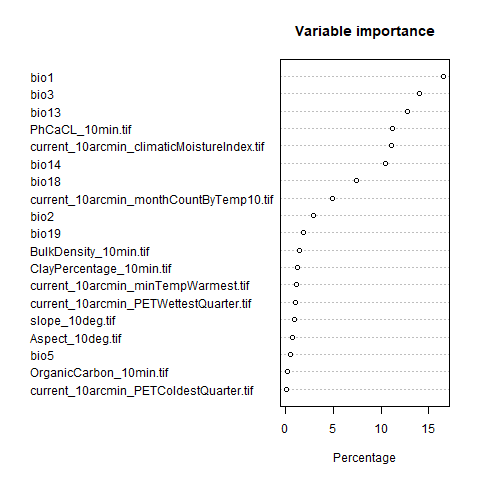 Variable importance
bio1
bio3
bio13
PhCaCL_10min.tif
current_10arcmin_climaticMoistureIndex.tif
bio14
bio18
current_10arcmin_monthCountByTemp10.tif
bio2
bio19
BulkDensity_10min.tif
ClayPercentage_10min.tif
current_10arcmin_minTempWarmest.tif
current_10arcmin_PETWettestQuarter.tif
slope_10deg.tif
Aspect_10deg.tif
bio5
OrganicCarbon_10min.tif
current_10arcmin_PETColdestQuarter.tif
0 5 10 15
Percentage